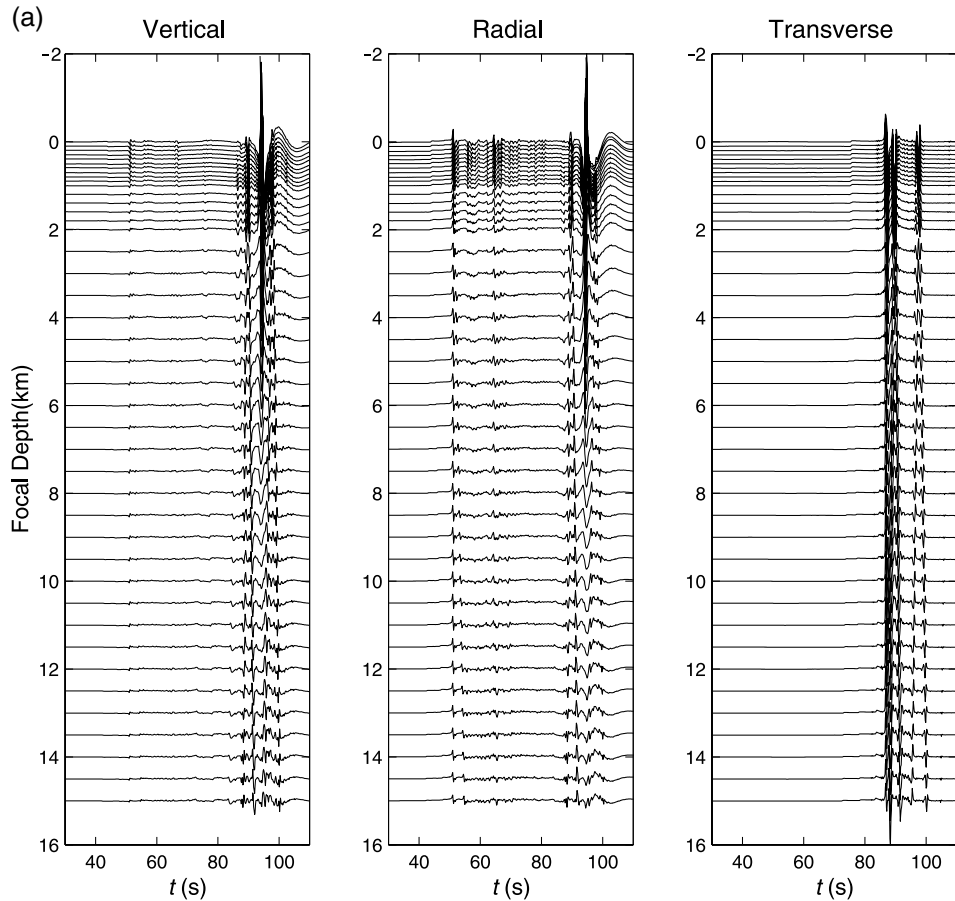 (a)
Vertical Radial Transverse
−2 −2 −2
0 0 0
2 2 2
4 4 4
6 6 6
8 8 8
10 10 10
12 12 12
14 14 14
16 16 16
Focal Depth(km)
40 60 80 100 40 60 80 100 40 60 80 100
t (s) t (s) t (s)